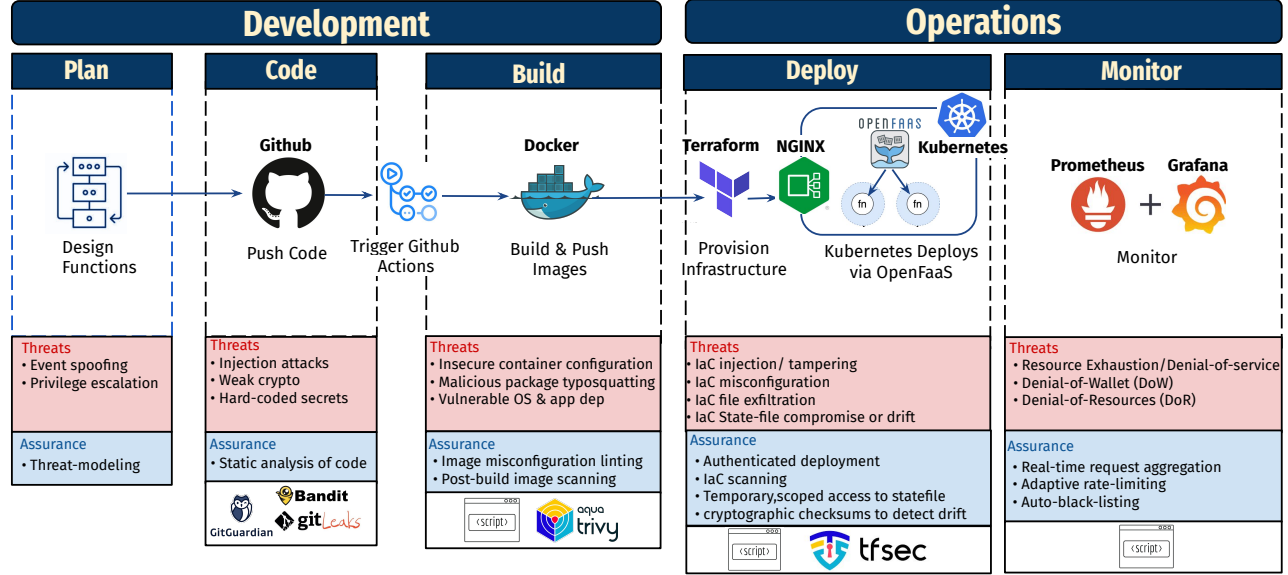 Development
Operations
Plan
Code
Build
Deploy
Monitor
Design
Functions
Github
Push Code
Trigger Github
Actions
Docker
Build & Push
Images
Terraform
Provision
Infrastructure
NGINX
OPENFAAS
Kubernetes
fn
fn
Kubernetes Deploys
via OpenFaaS
Prometheus
+
Grafana
Monitor
Threats
• Event spoofing
• Privilege escalation
Assurance
• Threat-modeling
Threats
• Injection attacks
• Weak crypto
• Hard-coded secrets
Assurance
• Static analysis of code
GitGuardian
Bandit
gitLeaks
Threats
• Insecure container configuration
• Malicious package typosquatting
• Vulnerable OS & app dep
Assurance
• Image misconfiguration linting
• Post-build image scanning
<script>
aqua
trivy
Threats
• IaC injection/ tampering
• IaC misconfiguration
• IaC file exfiltration
• IaC State-file compromise or drift
Assurance
• Authenticated deployment
• IaC scanning
• Temporary,scoped access to statefile
• cryptographic checksums to detect drift
<script>
tfsec
Threats
• Resource Exhaustion/Denial-of-service
• Denial-of-Wallet (DoW)
• Denial-of-Resources (DoR)
Assurance
• Real-time request aggregation
• Adaptive rate-limiting
• Auto-black-listing
<script>